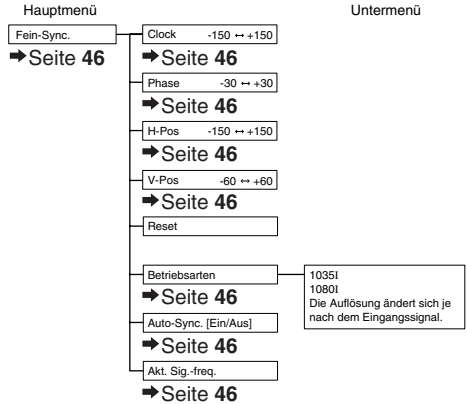 Hauptmenü
Untermenü
Fein-Sync.
➡Seite 46
Clock -150 ↔ +150
➡Seite 46
Phase -30 ↔ +30
➡Seite 46
H-Pos -150 ↔ +150
➡Seite 46
V-Pos -60 ↔ +60
➡Seite 46
Reset
Betriebsarten
➡Seite 46
1035I
1080I
Die Auflösung ändert sich je
nach dem Eingangssignal.
Auto-Sync. [Ein/Aus]
➡Seite 46
Akt. Sig.-freq.
➡Seite 46